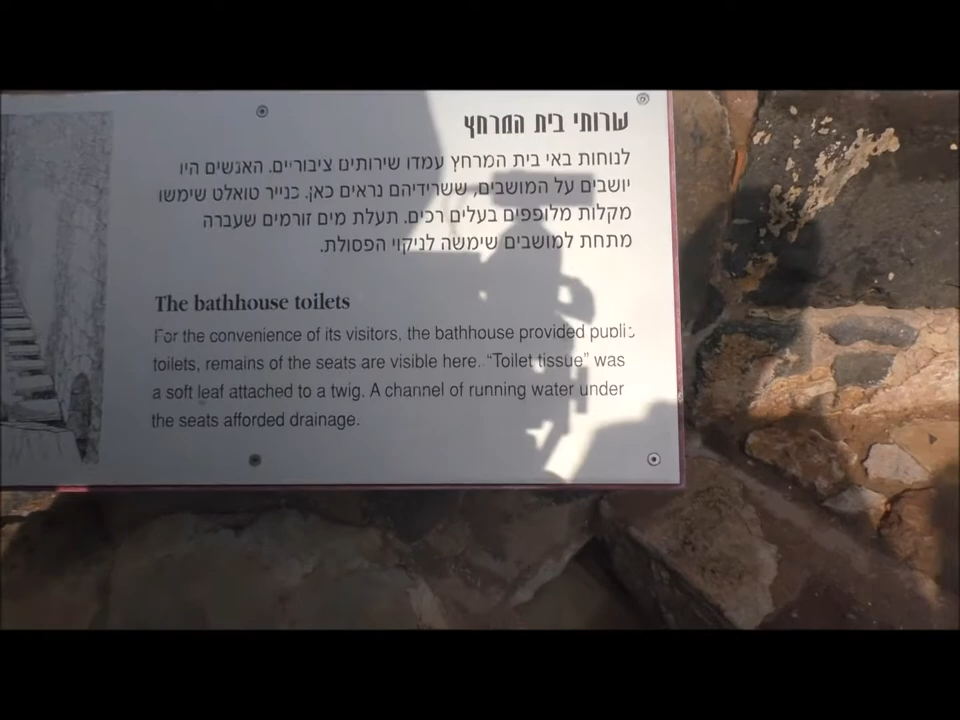 שרותי בית המרחץ
לנוחות באי בית המרחץ עמדו שירותים ציבוריים. האנשים היו
יושבים על המושבים, ששרידיהם נראים כאן. כנייר טואלט שימשו
מקלות מלופפים בעלים רכים. תעלת מים זורמים שעברה
מתחת למושבים שימשה לניקוי הפסולת.
The bathhouse toilets
For the convenience of its visitors, the bathhouse provided public
toilets, remains of the seats are visible here. “Toilet tissue” was
a soft leaf attached to a twig. A channel of running water under
the seats afforded drainage.